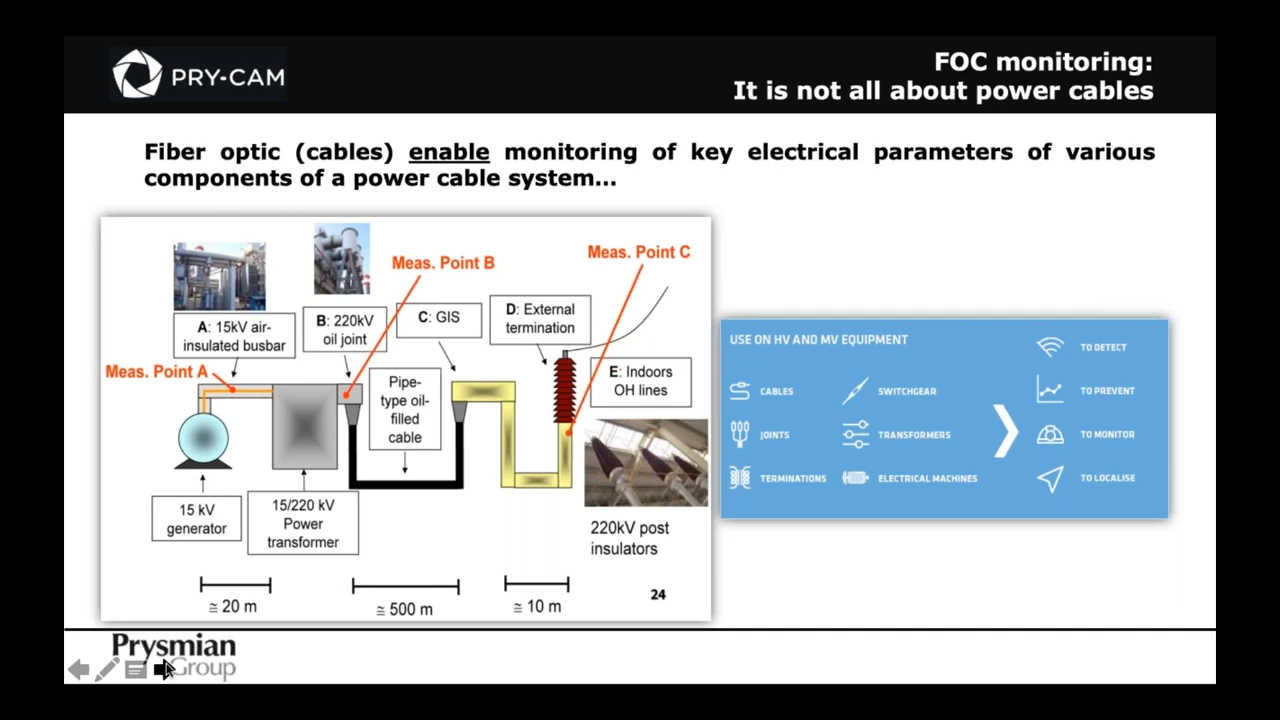 PRY-CAM
FOC monitoring:
It is not all about power cables
Fiber optic (cables) enable monitoring of key electrical parameters of various
components of a power cable system...
Meas. Point B
Meas. Point C
A: 15kV air-
insulated busbar
B: 220kV
oil joint
C: GIS
D: External
termination
Meas. Point A
Pipe-
type oil-
filled
cable
E: Indoors
OH lines
15 kV
generator
15/220 kV
Power
transformer
220kV post
insulators
≅ 20 m
≅ 500 m
≅ 10 m
24
USE ON HV AND MV EQUIPMENT
CABLES
JOINTS
TERMINATIONS
SWITCHGEAR
TRANSFORMERS
ELECTRICAL MACHINES
TO DETECT
TO PREVENT
TO MONITOR
TO LOCALISE
Prysmian
Group